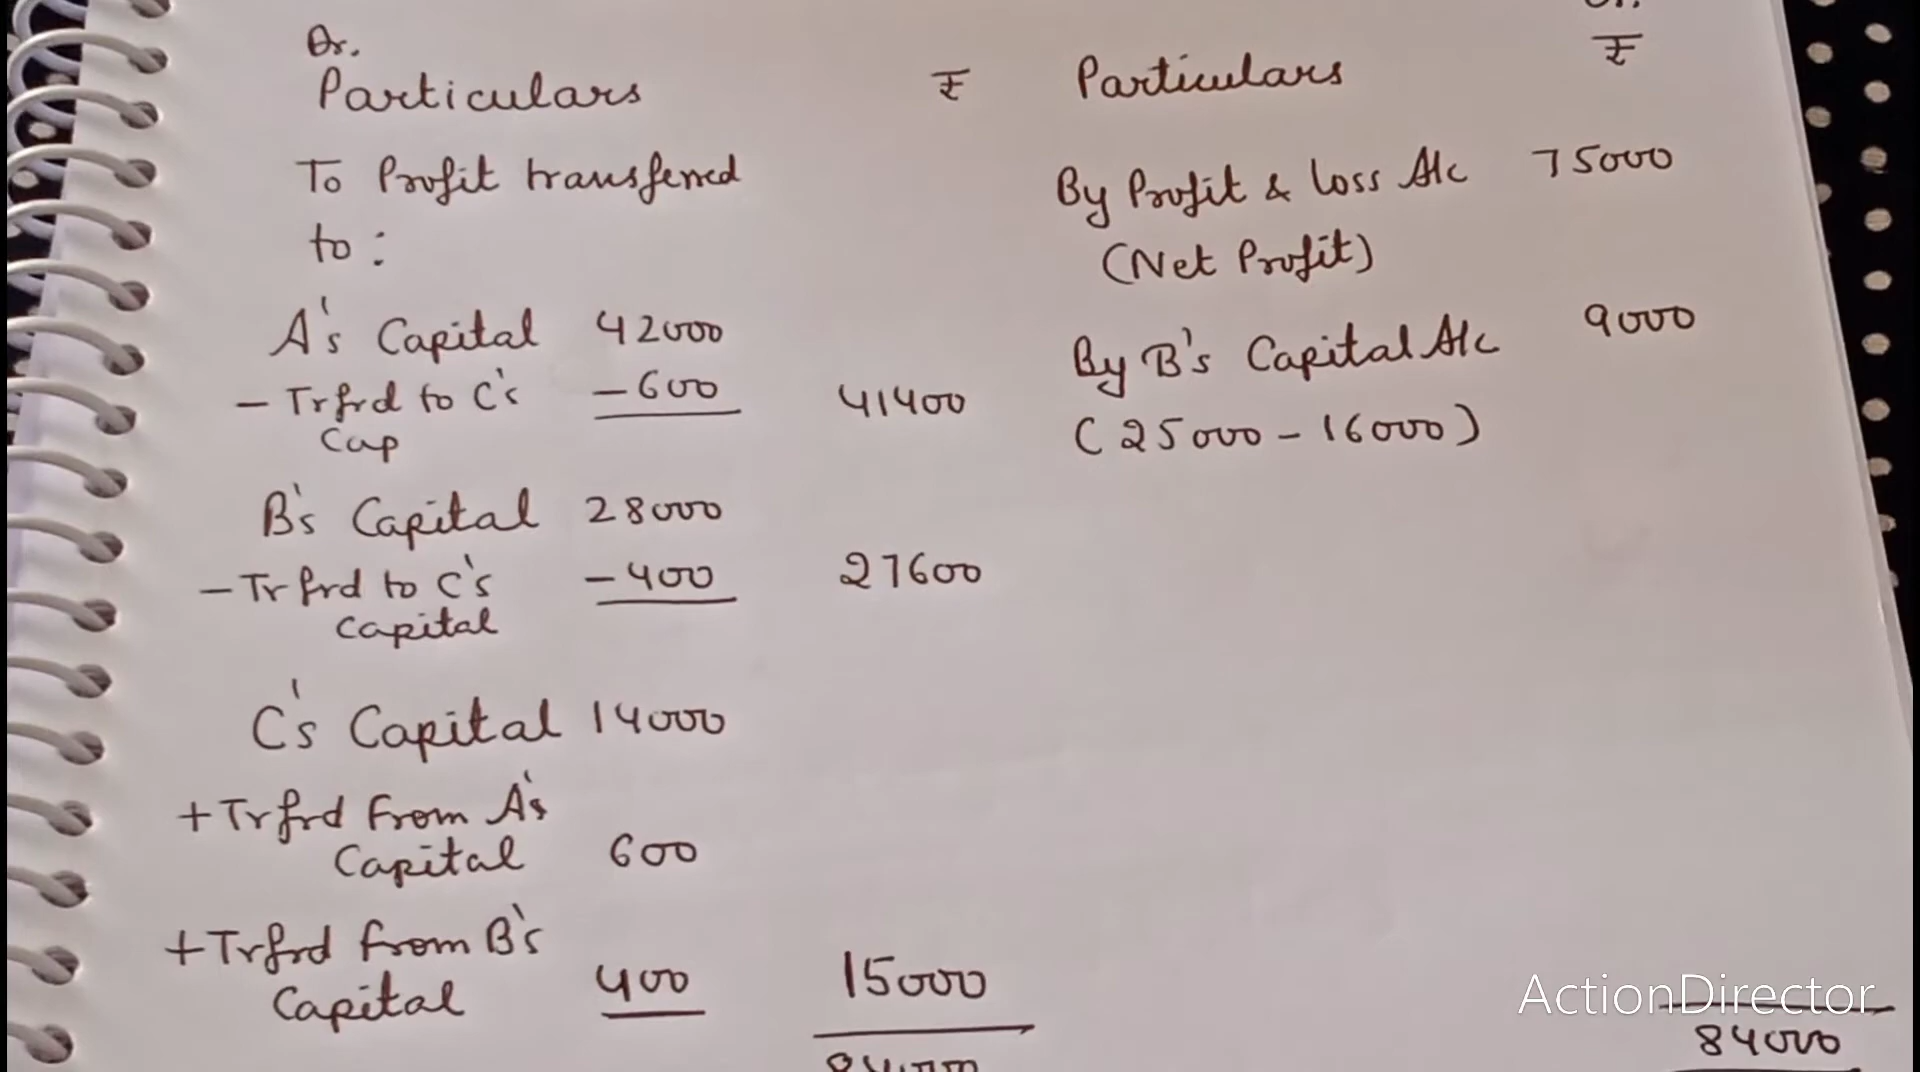 Dr.
Particulars ₹ Particulars ₹
To Profit transferred By Profit & loss A/c 75000
to : (Net Profit)
A's Capital 42000 By B's Capital A/c 9000
- Trfrd to C's -600 41400 (25000-16000)
Cap
B's Capital 28000
- Trfrd to C's -400 27600
Capital
C's Capital 14000
+ Trfrd From A's
Capital 600
+ Trfrd from B's
Capital 400 15000
ActionDirector
84000